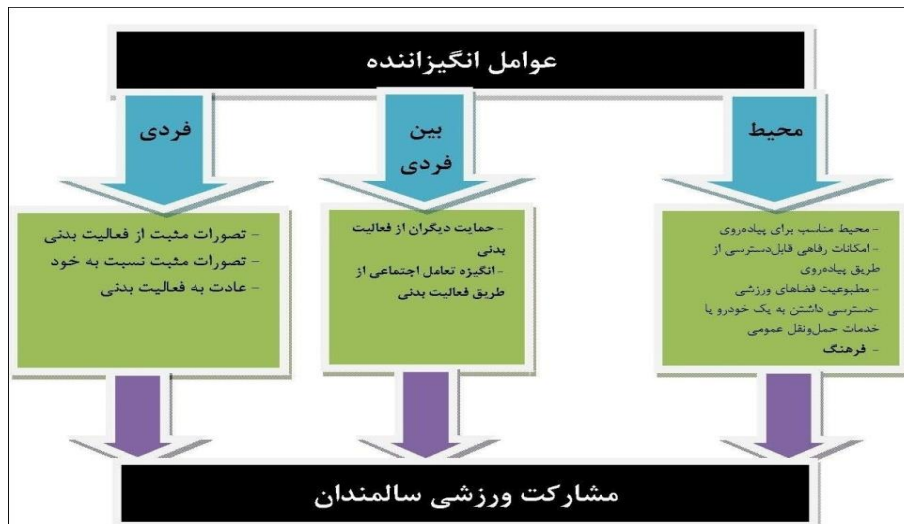 عوامل انگیزاننده
محیط
بین
فردی
فردی
- محیط مناسب برای پیاده‌روی
- امکانات رفاهی قابل‌دسترسی از
طریق پیاده‌روی
- مطبوعیت فضاهای ورزشی
-دسترسی داشتن به یک خودرو یا
خدمات حمل‌ونقل عمومی
- فرهنگ
- حمایت دیگران از فعالیت
بدنی
- انگیزه تعامل اجتماعی از
طریق فعالیت بدنی
- تصورات مثبت از فعالیت بدنی
- تصورات مثبت نسبت به خود
- عادت به فعالیت بدنی
مشارکت ورزشی سالمندان